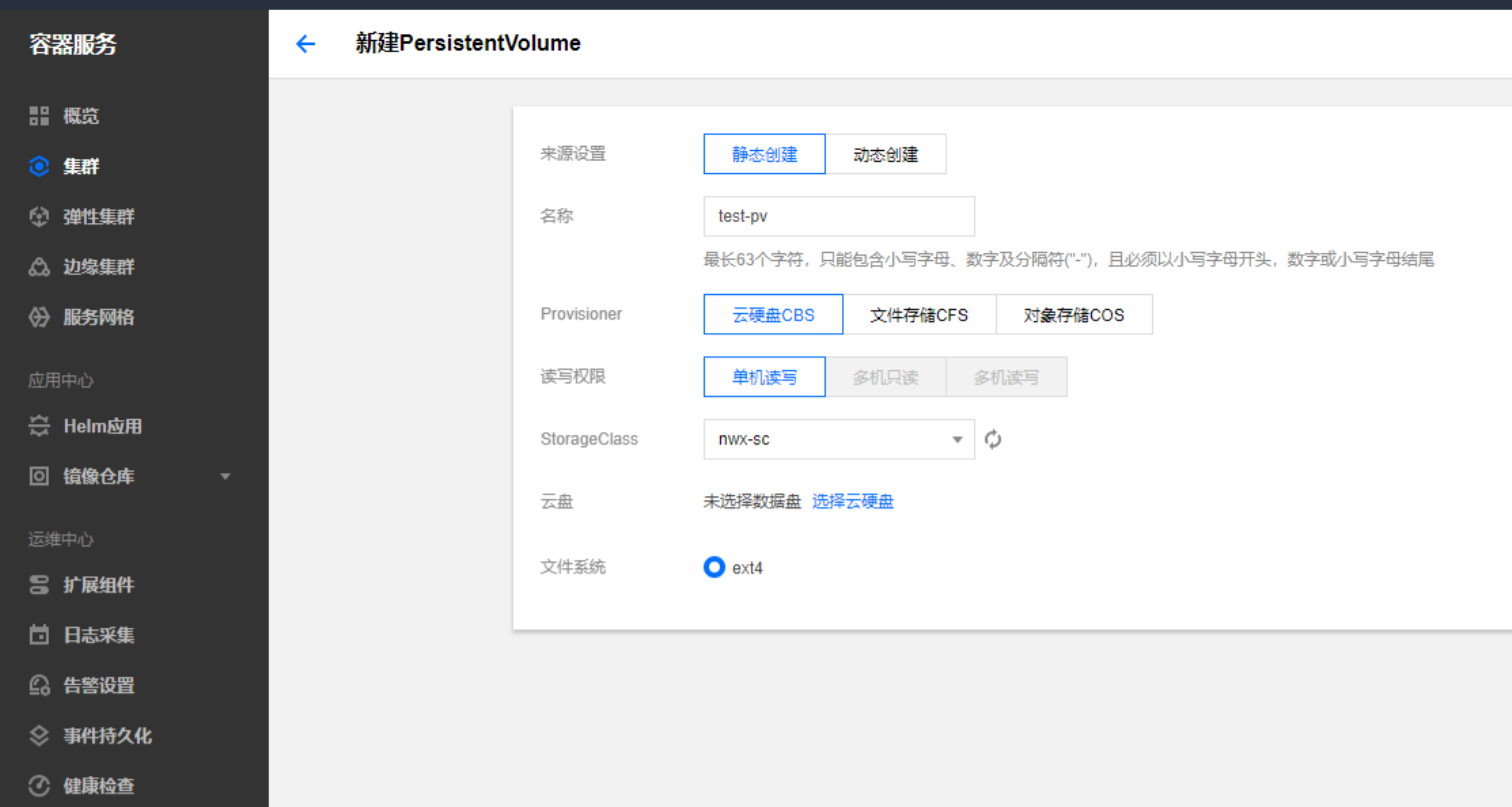 容器服务
概览
集群
弹性集群
边缘集群
服务网格
应用中心
Helm应用
镜像仓库
运维中心
扩展组件
日志采集
告警设置
事件持久化
健康检查
新建PersistentVolume
来源设置 静态创建 动态创建
名称 test-pv
最长63个字符，只能包含小写字母、数字及分隔符("-")，且必须以小写字母开头，数字或小写字母结尾
Provisioner 云硬盘CBS 文件存储CFS 对象存储COS
读写权限 单机读写 多机只读 多机读写
StorageClass nwx-sc
云盘 未选择数据盘 选择云硬盘
文件系统 ext4